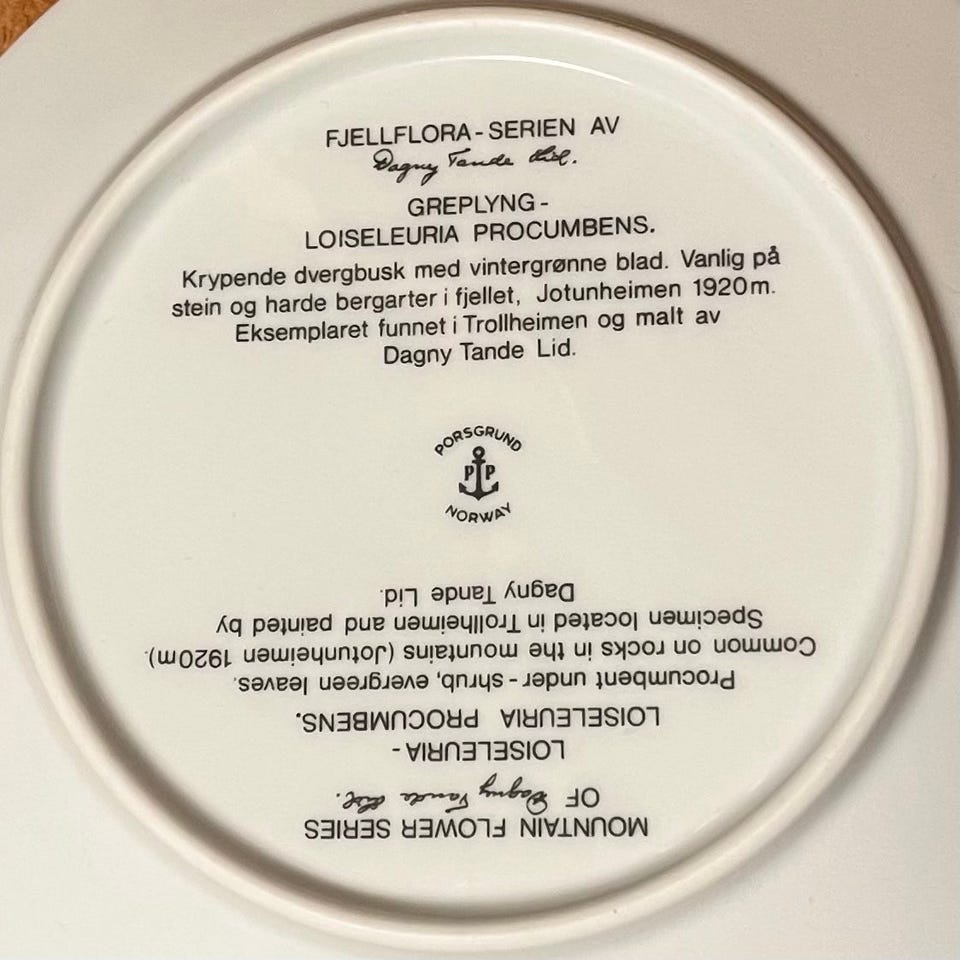 FJELLFLORA-SERIEN AV
Dagny Tande Lid.
GREPLYNG-
LOISELEURIA PROCUMBENS.
Krypende dvergbusk med vintergrønne blad. Vanlig på
stein og harde bergarter i fjellet, Jotunheimen 1920m.
Eksemplaret funnet i Trollheimen og malt av
Dagny Tande Lid.
PORSGRUND
PP
NORWAY
MOUNTAIN FLOWER SERIES
OF Dagny Tande Lid.
LOISELEURIA-
LOISELEURIA PROCUMBENS.
Procumbent under-shrub, evergreen leaves.
Common on rocks in the mountains (Jotunheimen 1920m).
Specimen located in Trollheimen and painted by
Dagny Tande Lid.